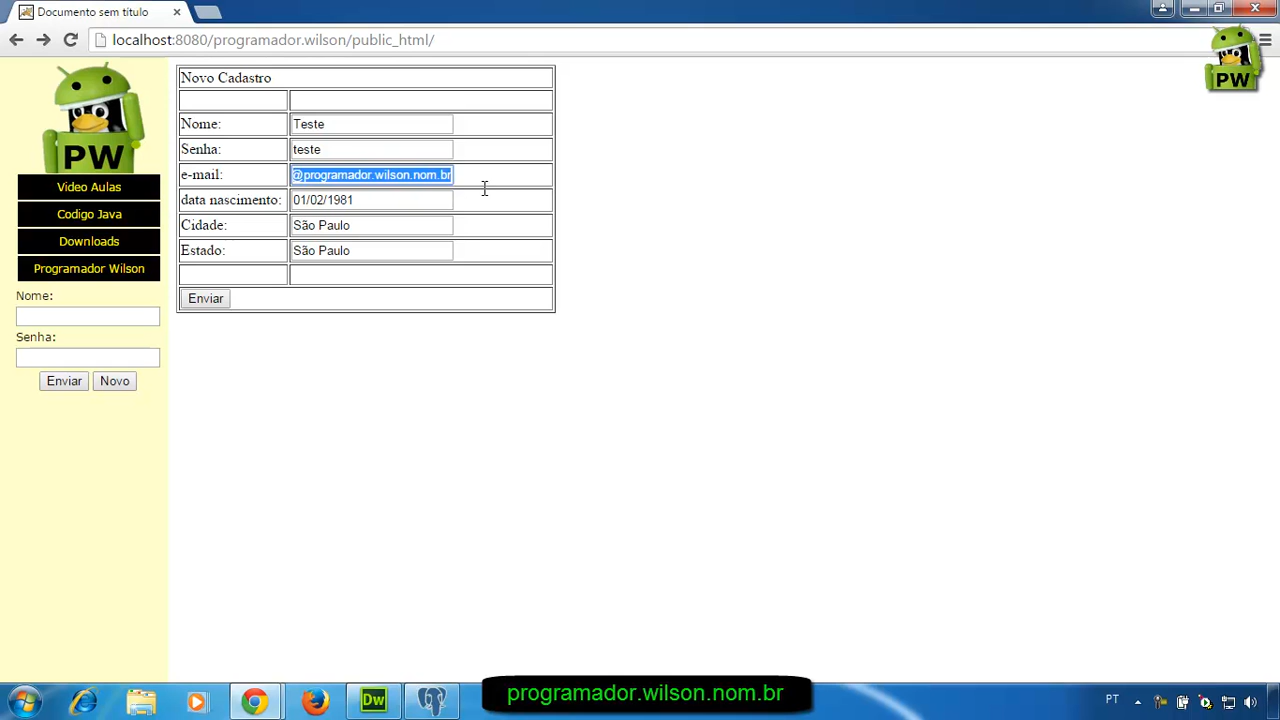 Documento sem título
localhost:8080/programador.wilson/public_html/
PW
PW
Video Aulas
Codigo Java
Downloads
Programador Wilson
Nome:
Senha:
Enviar Novo
Novo Cadastro
Nome: Teste
Senha: teste
e-mail: @programador.wilson.nom.br
data nascimento: 01/02/1981
Cidade: São Paulo
Estado: São Paulo
Enviar
Dw
programador.wilson.nom.br
PT